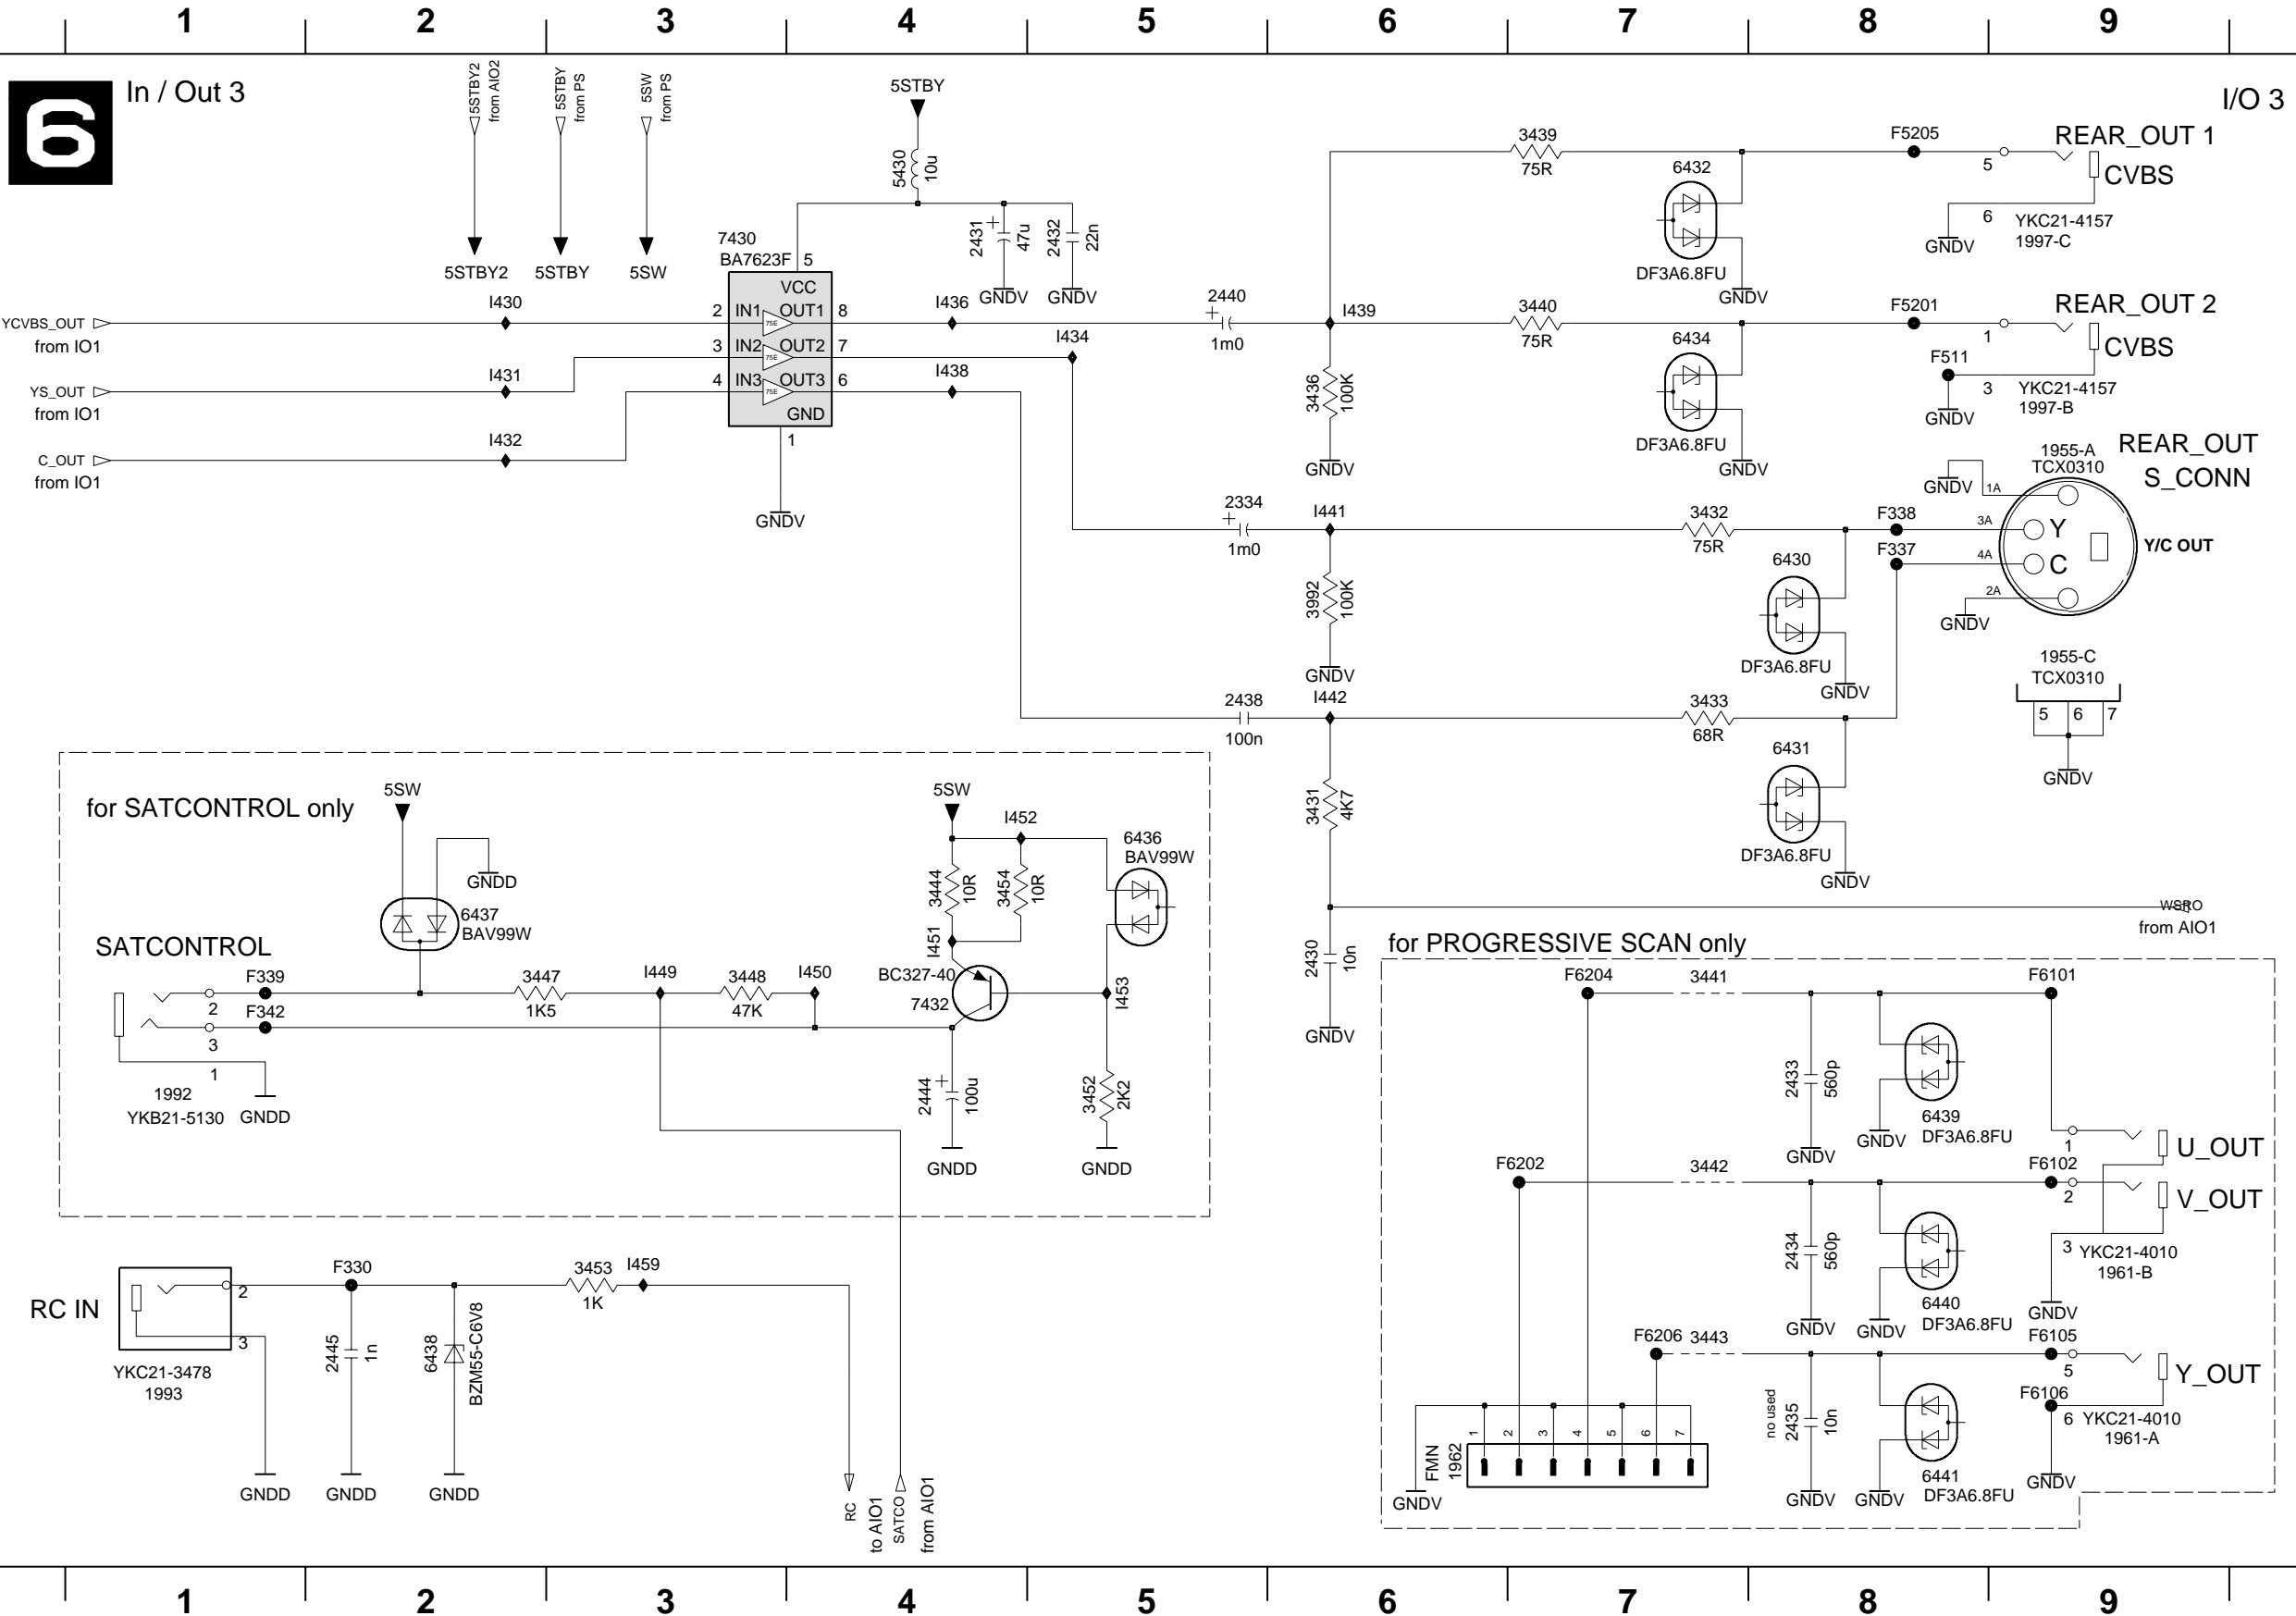 1 2 3 4 5 6 7 8 9
6
In / Out 3
I/O 3
5STBY2
from AIO2
5STBY
from PS
5SW
from PS
5STBY2
5STBY
5SW
5STBY
5430
10u
2431
+
47u
2432
22n
GNDV
GNDV
7430
BA7623F
5
VCC
2 IN1 OUT1 8
75E
3 IN2 OUT2 7
75E
4 IN3 OUT3 6
75E
GND
1
GNDV
YCVBS_OUT
from IO1
YS_OUT
from IO1
C_OUT
from IO1
I430
I431
I432
I436
I434
I438
2440
+
1m0
I439
3436
100K
GNDV
3439
75R
6432
DF3A6.8FU
GNDV
F5205
REAR_OUT 1
5
CVBS
6
YKC21-4157
1997-C
GNDV
3440
75R
6434
DF3A6.8FU
GNDV
F5201
REAR_OUT 2
1
CVBS
F511
3
YKC21-4157
1997-B
GNDV
REAR_OUT
S_CONN
1955-A
TCX0310
GNDV
1A
3A
Y
4A
C
2A
GNDV
Y/C OUT
2334
+
1m0
I441
3992
100K
GNDV
3432
75R
F338
F337
6430
DF3A6.8FU
GNDV
1955-C
TCX0310
5 6 7
GNDV
2438
100n
I442
3433
68R
6431
DF3A6.8FU
GNDV
3431
4K7
2430
10n
GNDV
WSRO
from AIO1
for SATCONTROL only
5SW
GNDD
6437
BAV99W
SATCONTROL
F339
2
F342
3
1
1992
YKB21-5130
GNDD
3447
1K5
I449
3448
47K
I450
5SW
I452
3444
10R
3454
10R
I451
6436
BAV99W
BC327-40
7432
I453
2444
+
100u
GNDD
3452
2K2
GNDD
RC IN
2
3
YKC21-3478
1993
GNDD
F330
2445
1n
GNDD
6438
BZM55-C6V8
GNDD
3453
1K
I459
RC
to AIO1
SATCO
from AIO1
for PROGRESSIVE SCAN only
F6204
3441
F6101
2433
560p
GNDV
6439
DF3A6.8FU
GNDV
1
U_OUT
F6202
3442
F6102
2
V_OUT
2434
560p
GNDV
6440
DF3A6.8FU
GNDV
3
YKC21-4010
1961-B
GNDV
F6206
3443
F6105
5
Y_OUT
no used
2435
10n
GNDV
6441
DF3A6.8FU
GNDV
F6106
6
YKC21-4010
1961-A
GNDV
FMN
1962
1 2 3 4 5 6 7
GNDV
1 2 3 4 5 6 7 8 9